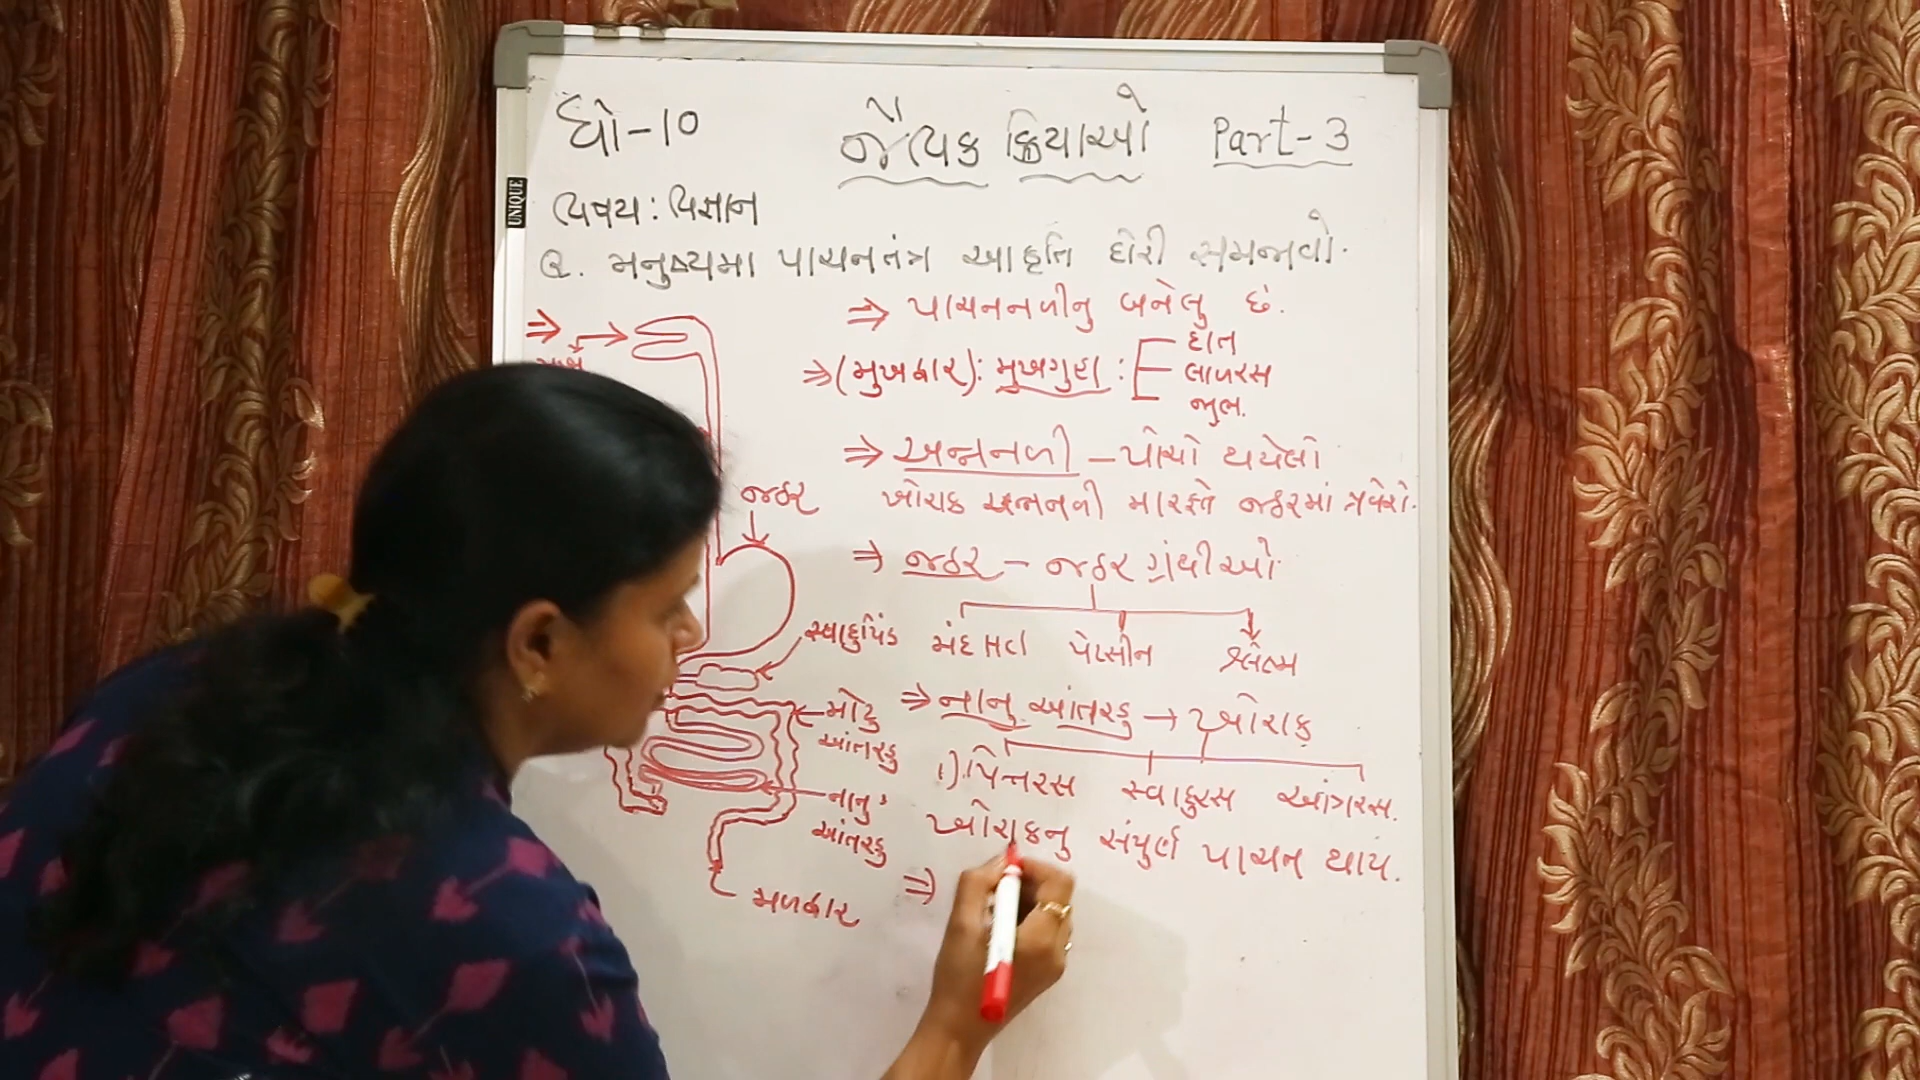 ધો-10
જૈવિક ક્રિયાઓ Part-3
UNIQUE
વિષય: વિજ્ઞાન
Q. મનુષ્યમા પાચનતંત્ર આકૃતિ દોરી સમજાવો.
⇒ પાચનનળીનુ બનેલુ છે.
⇒ (મુખદ્વાર): મુખગુહા :
દાત
લાળરસ
જીભ.
⇒ અન્નનળી – પોચો થયેલો
ખોરાક અન્નનળી મારફતે જઠરમાં પ્રવેશે.
⇒ જઠર – જઠર ગ્રંથીઓ
મંદ HCl પેપ્સીન શ્લેષ્મ
⇒ નાનુ આંતરડુ → ખોરાક
1) પિત્તરસ સ્વાદુરસ આંત્રરસ.
ખોરાકનુ સંપુર્ણ પાચન થાય.
⇒
જઠર
સ્વાદુપિંડ
મોટુ
આંતરડુ
નાનુ
આંતરડુ
મળદ્વાર